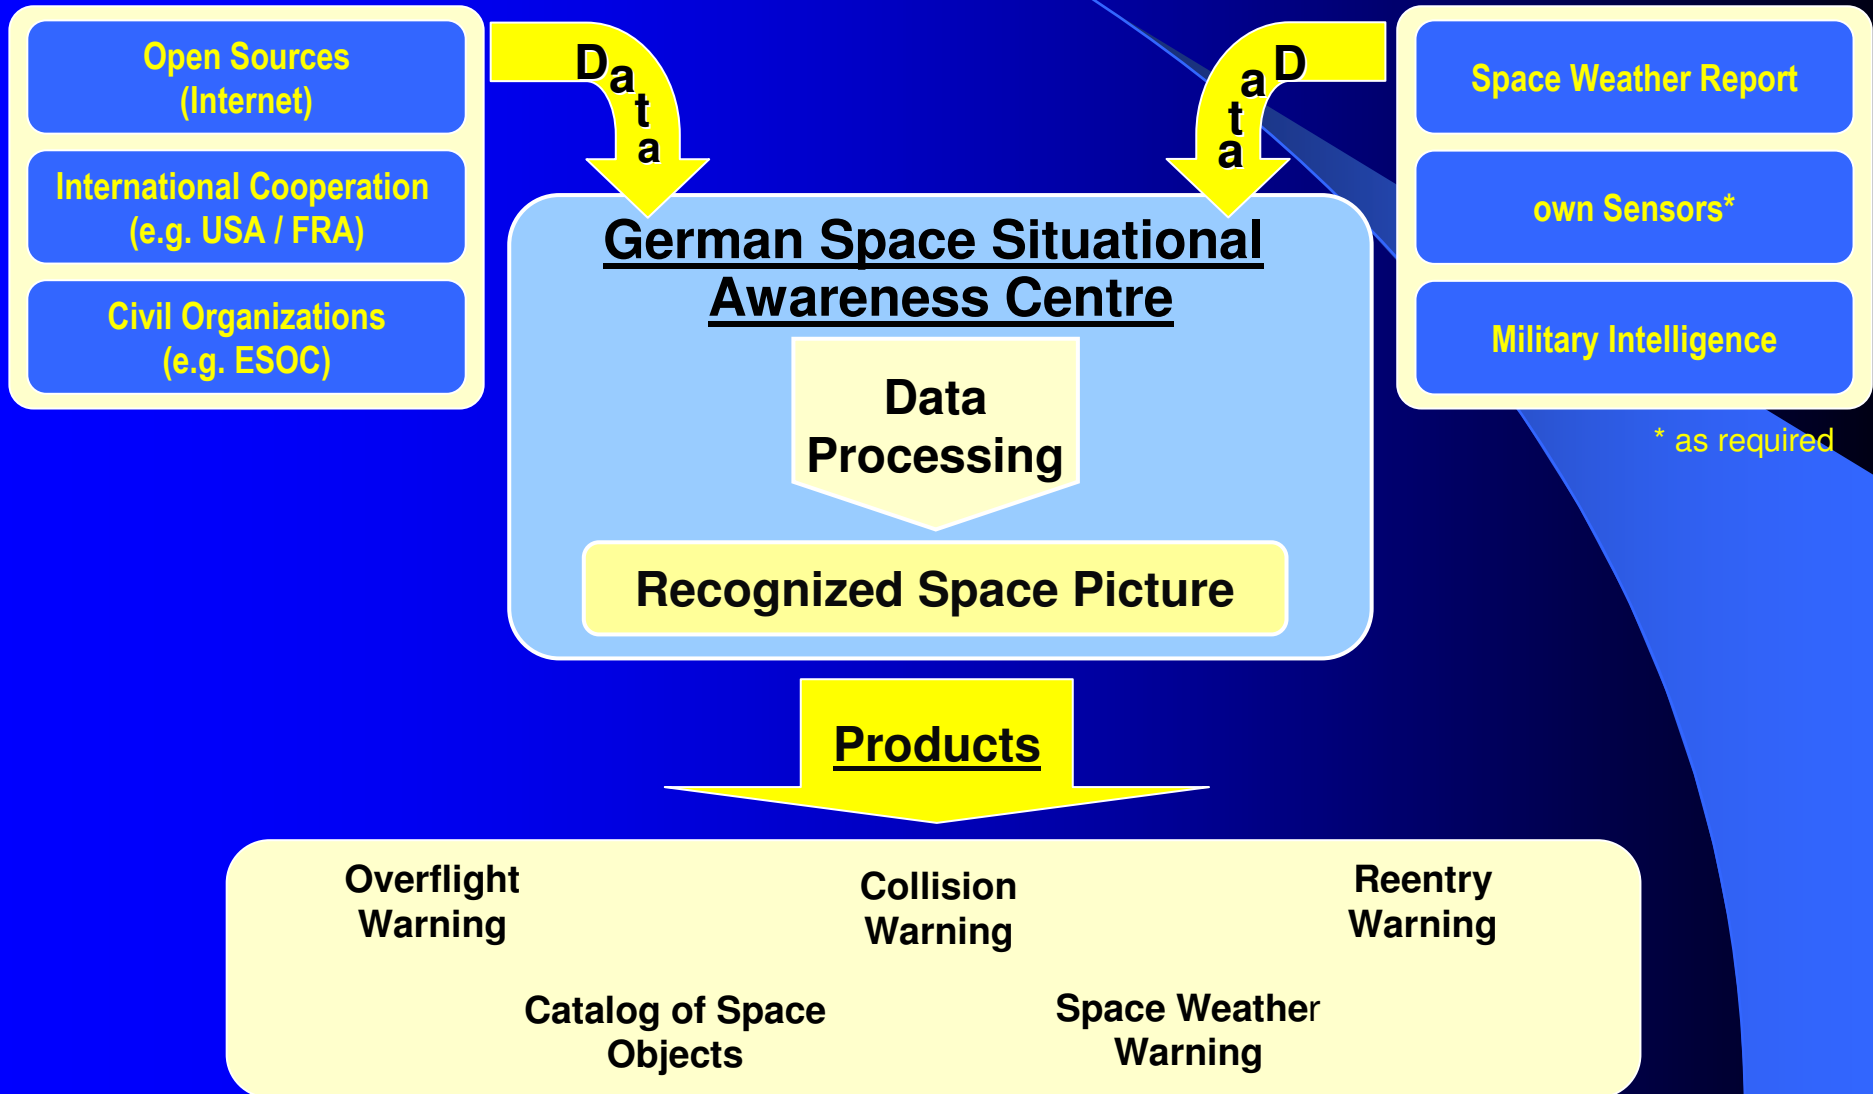 Open Sources
(Internet)
International Cooperation
(e.g. USA / FRA)
Civil Organizations
(e.g. ESOC)
Data
Data
Space Weather Report
own Sensors*
Military Intelligence
* as required
German Space Situational
Awareness Centre
Data
Processing
Recognized Space Picture
Products
Overflight
Warning
Collision
Warning
Reentry
Warning
Catalog of Space
Objects
Space Weather
Warning